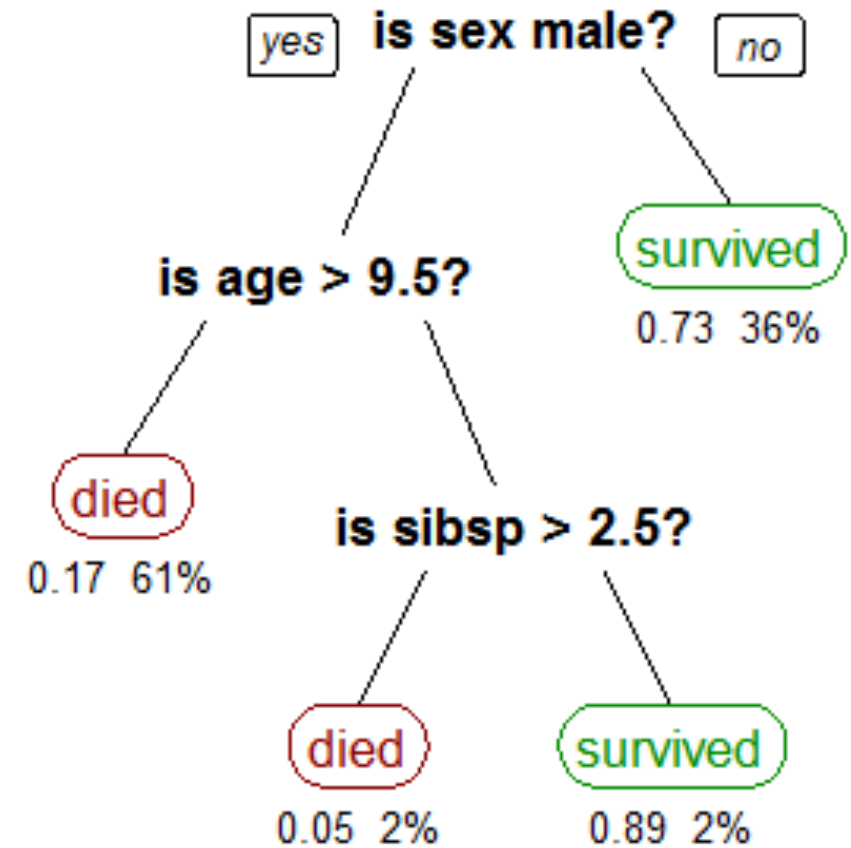 yes is sex male? no
is age > 9.5?
survived
0.73 36%
died
0.17 61%
is sibsp > 2.5?
died
0.05 2%
survived
0.89 2%